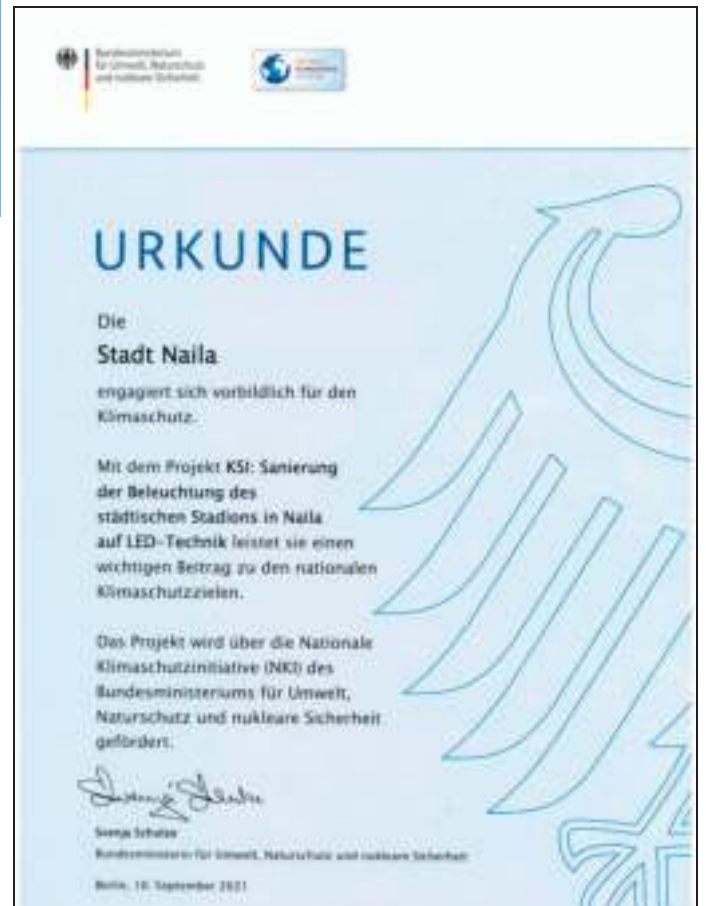 Bundesministerium
für Umwelt, Naturschutz
und nukleare Sicherheit
URKUNDE
Die
Stadt Naila
engagiert sich vorbildlich für den
Klimaschutz.
Mit dem Projekt KSI: Sanierung
der Beleuchtung des
städtischen Stadions in Naila
auf LED-Technik leistet sie einen
wichtigen Beitrag zu den nationalen
Klimaschutzzielen.
Das Projekt wird über die Nationale
Klimaschutzinitiative (NKI) des
Bundesministeriums für Umwelt,
Naturschutz und nukleare Sicherheit
gefördert.
Svenja Schulze
Bundesministerin für Umwelt, Naturschutz und nukleare Sicherheit
Berlin, 10. September 2021